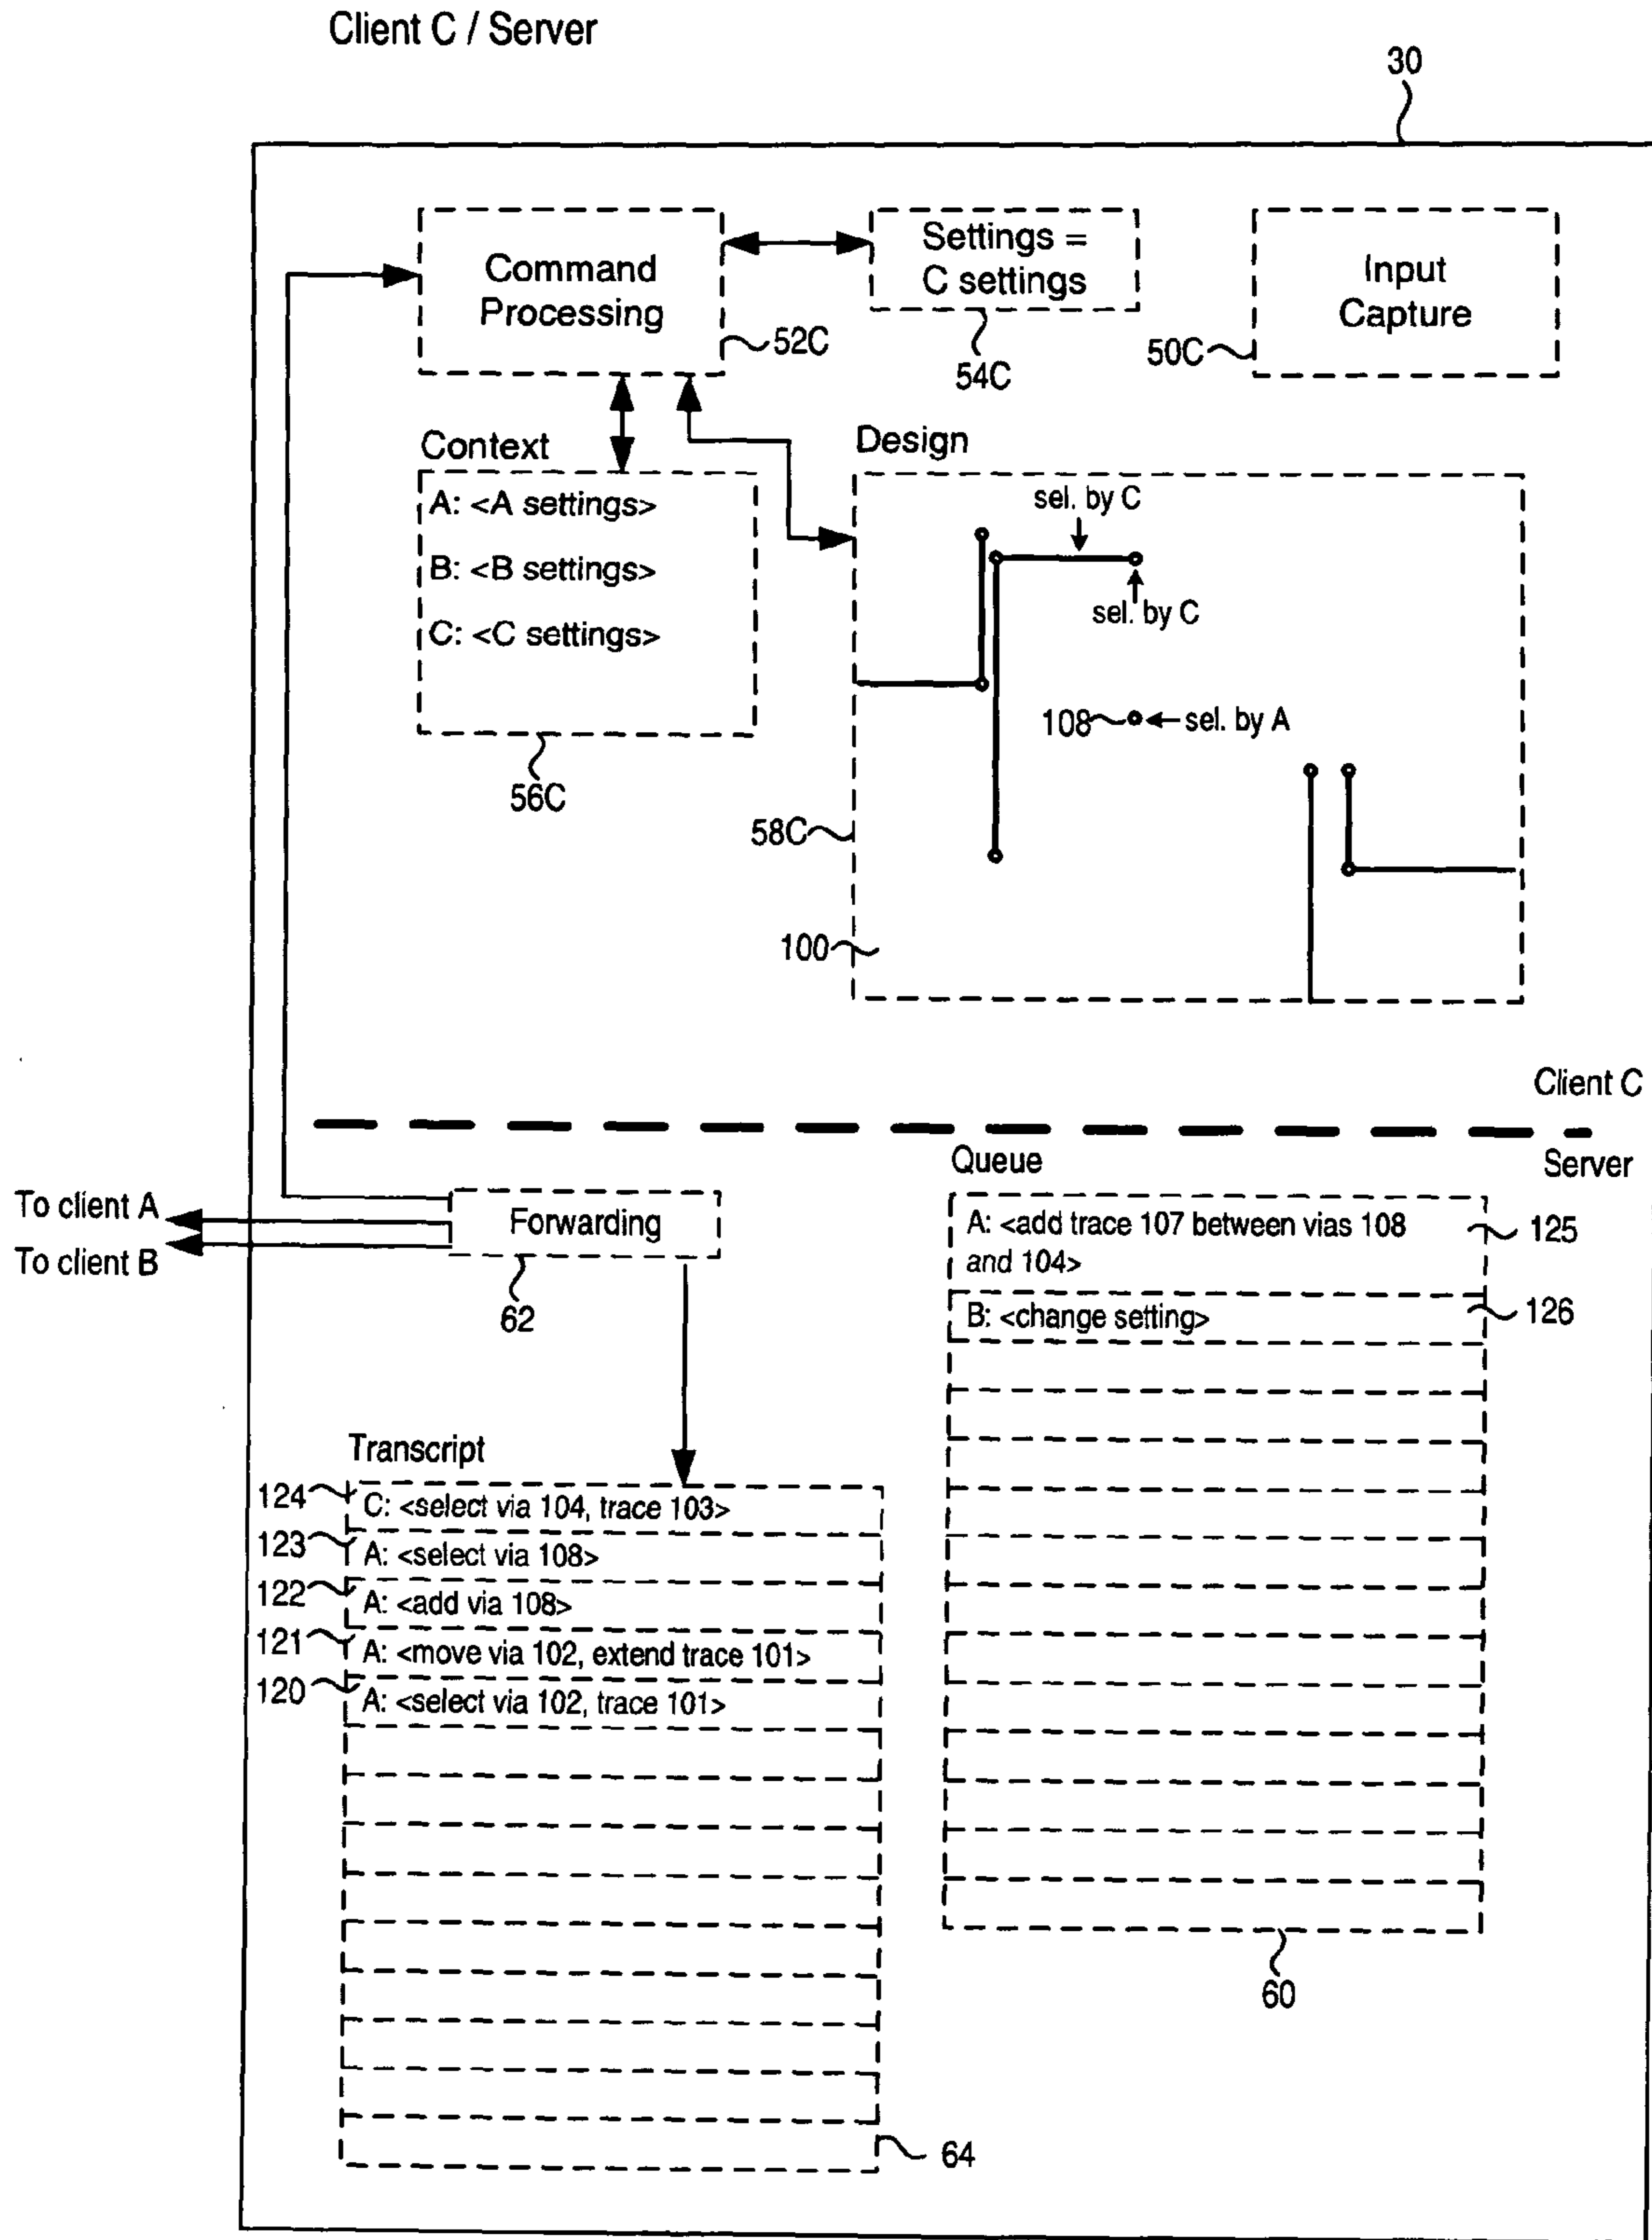 Client C / Server
30
Command
Processing
52C
Settings =
C settings
54C
Input
Capture
50C
Context
A: <A settings>
B: <B settings>
C: <C settings>
56C
Design
sel. by C
sel. by C
108
sel. by A
58C
100
Client C
Server
To client A
To client B
Forwarding
62
Queue
A: <add trace 107 between vias 108
and 104>
125
B: <change setting>
126
60
Transcript
124
C: <select via 104, trace 103>
123
A: <select via 108>
122
A: <add via 108>
121
A: <move via 102, extend trace 101>
120
A: <select via 102, trace 101>
64